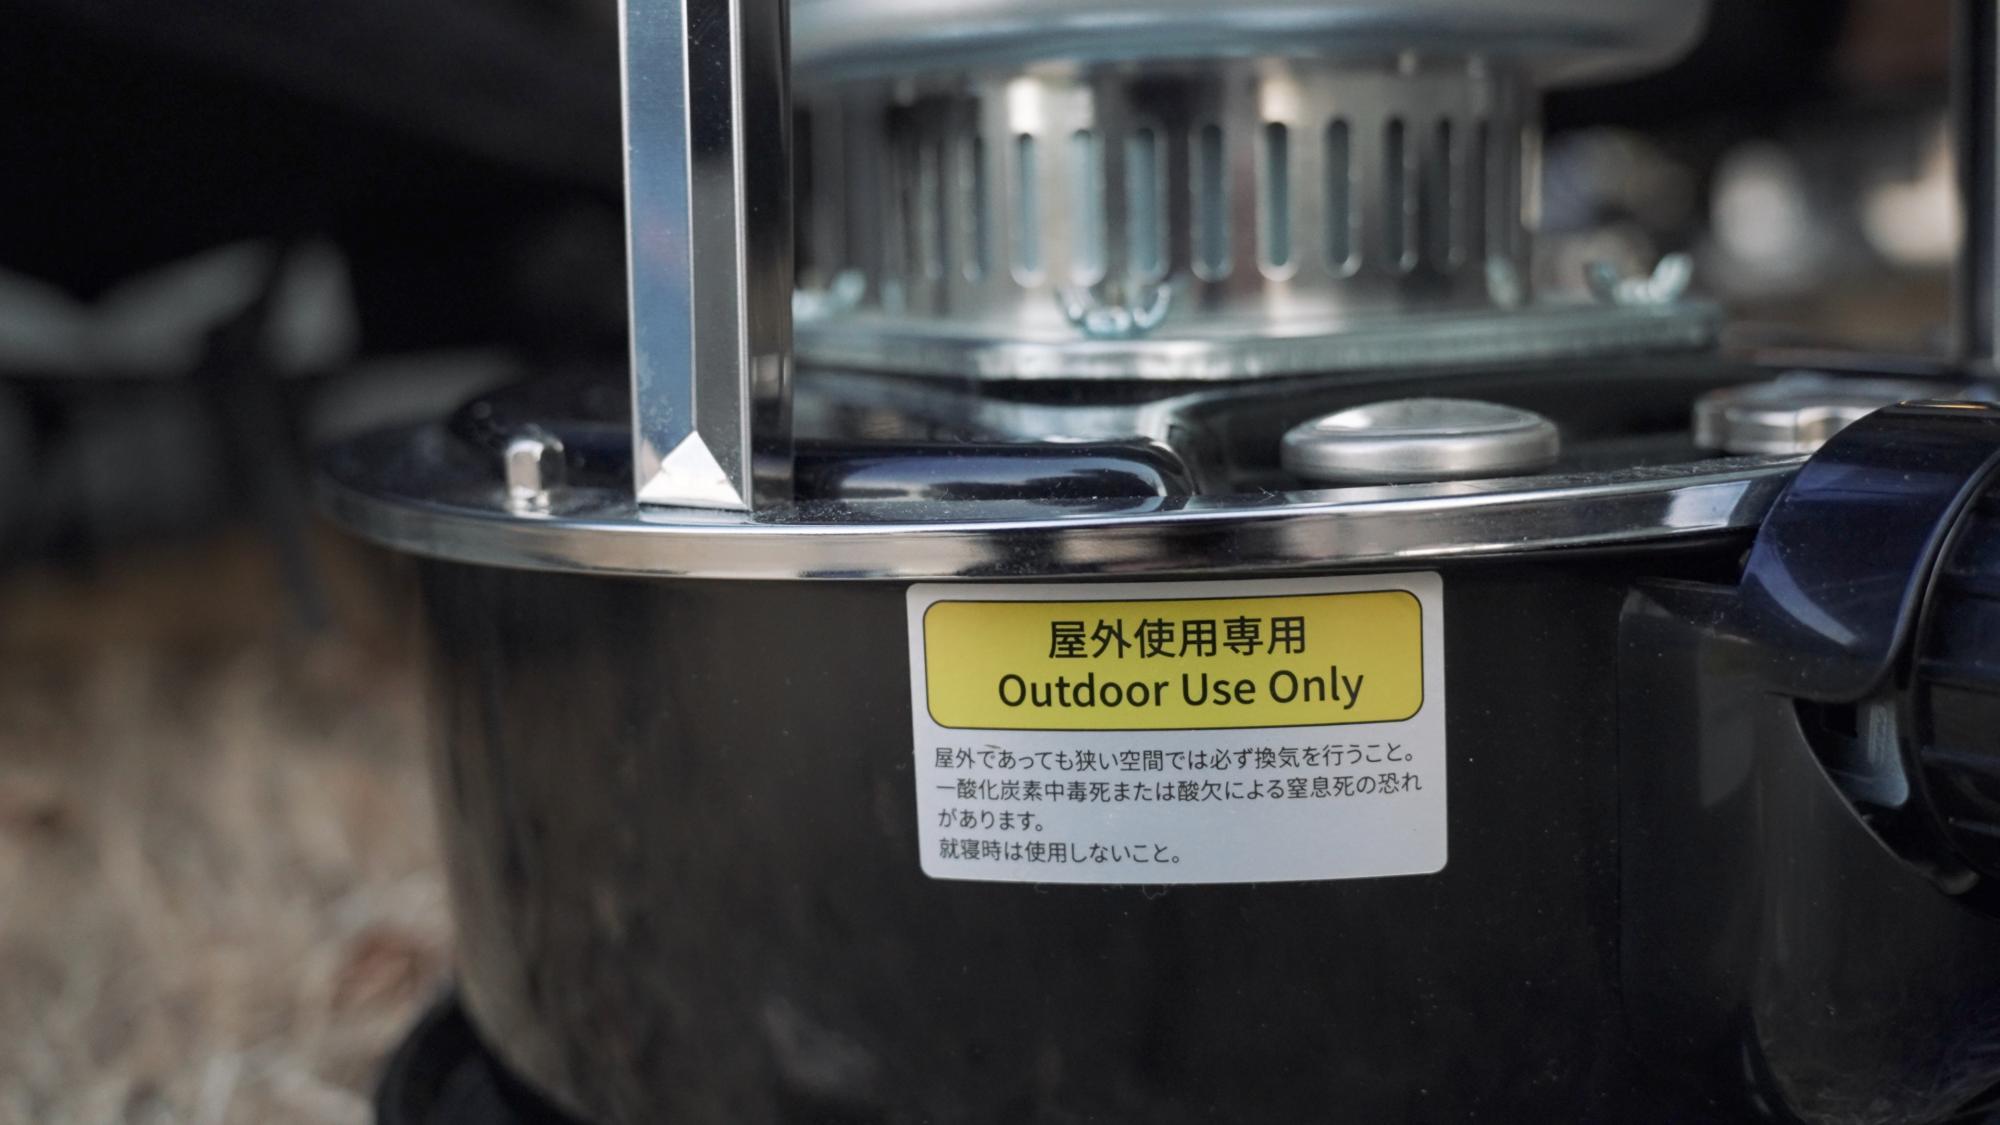 屋外使用専用
Outdoor Use Only
屋外であっても狭い空間では必ず換気を行うこと。
一酸化炭素中毒死または酸欠による窒息死の恐れ
があります。
就寝時は使用しないこと。